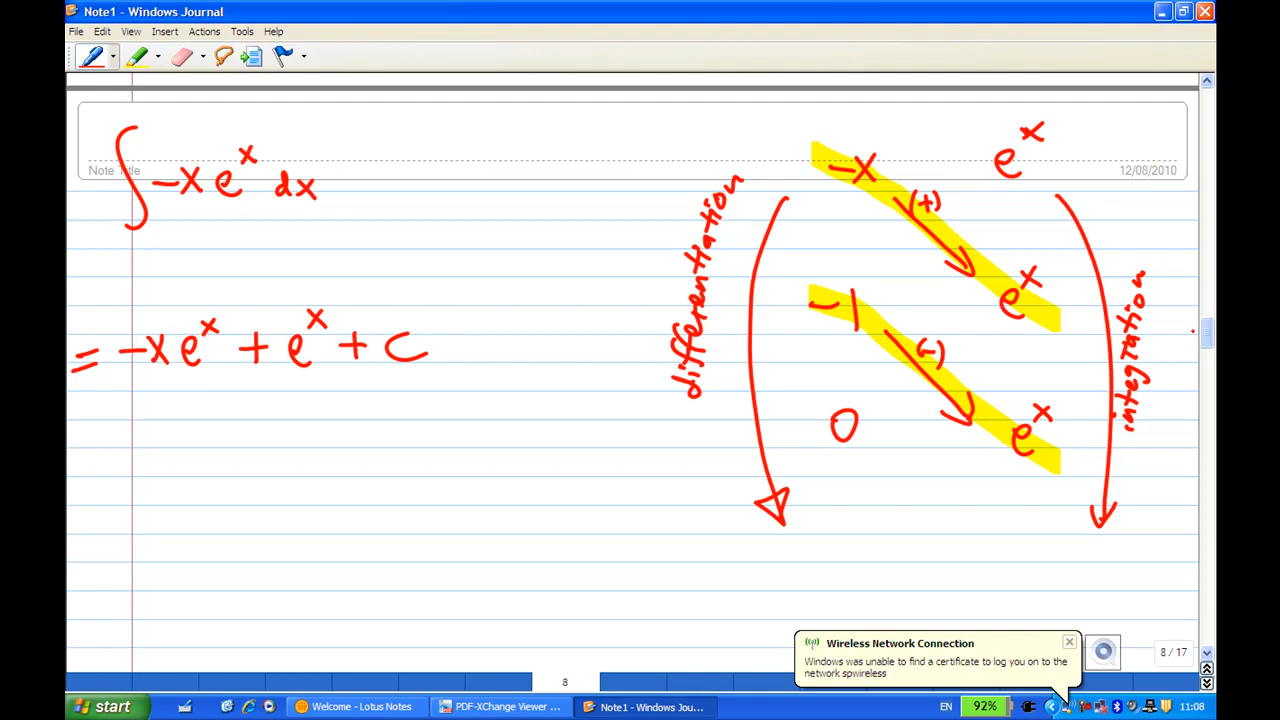 Note1 - Windows Journal
File Edit View Insert Actions Tools Help
Note Title
12/08/2010
∫ -x e^x dx
= -x e^x + e^x + C
differentiation
-x e^x
(+)
-1 e^x
(-)
0 e^x
integration
Wireless Network Connection
Windows was unable to find a certificate to log you on to the
network spwireless
8 / 17
8
start
Welcome - Lotus Notes
PDF-XChange Viewer ...
Note1 - Windows Jou...
EN
92%
11:08